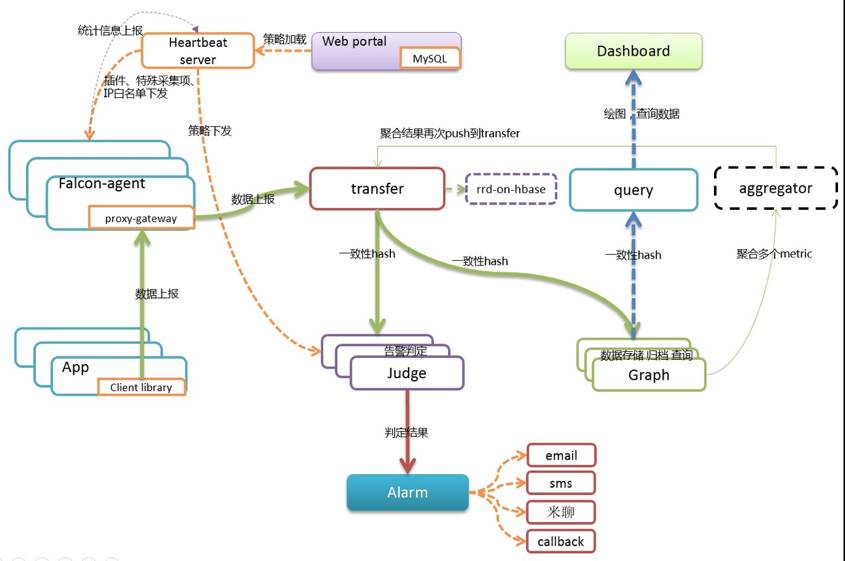 统计信息上报
Heartbeat
server
策略加载
Web portal
MySQL
Dashboard
插件、特殊采集项、
IP白名单下发
绘图，查询数据
策略下发
聚合结果再次push到transfer
Falcon-agent
proxy-gateway
数据上报
transfer
rrd-on-hbase
query
aggregator
一致性hash
一致性hash
一致性hash
聚合多个metric
数据上报
告警判定
Judge
数据存储 归档 查询
Graph
App
Client library
判定结果
Alarm
email
sms
米聊
callback